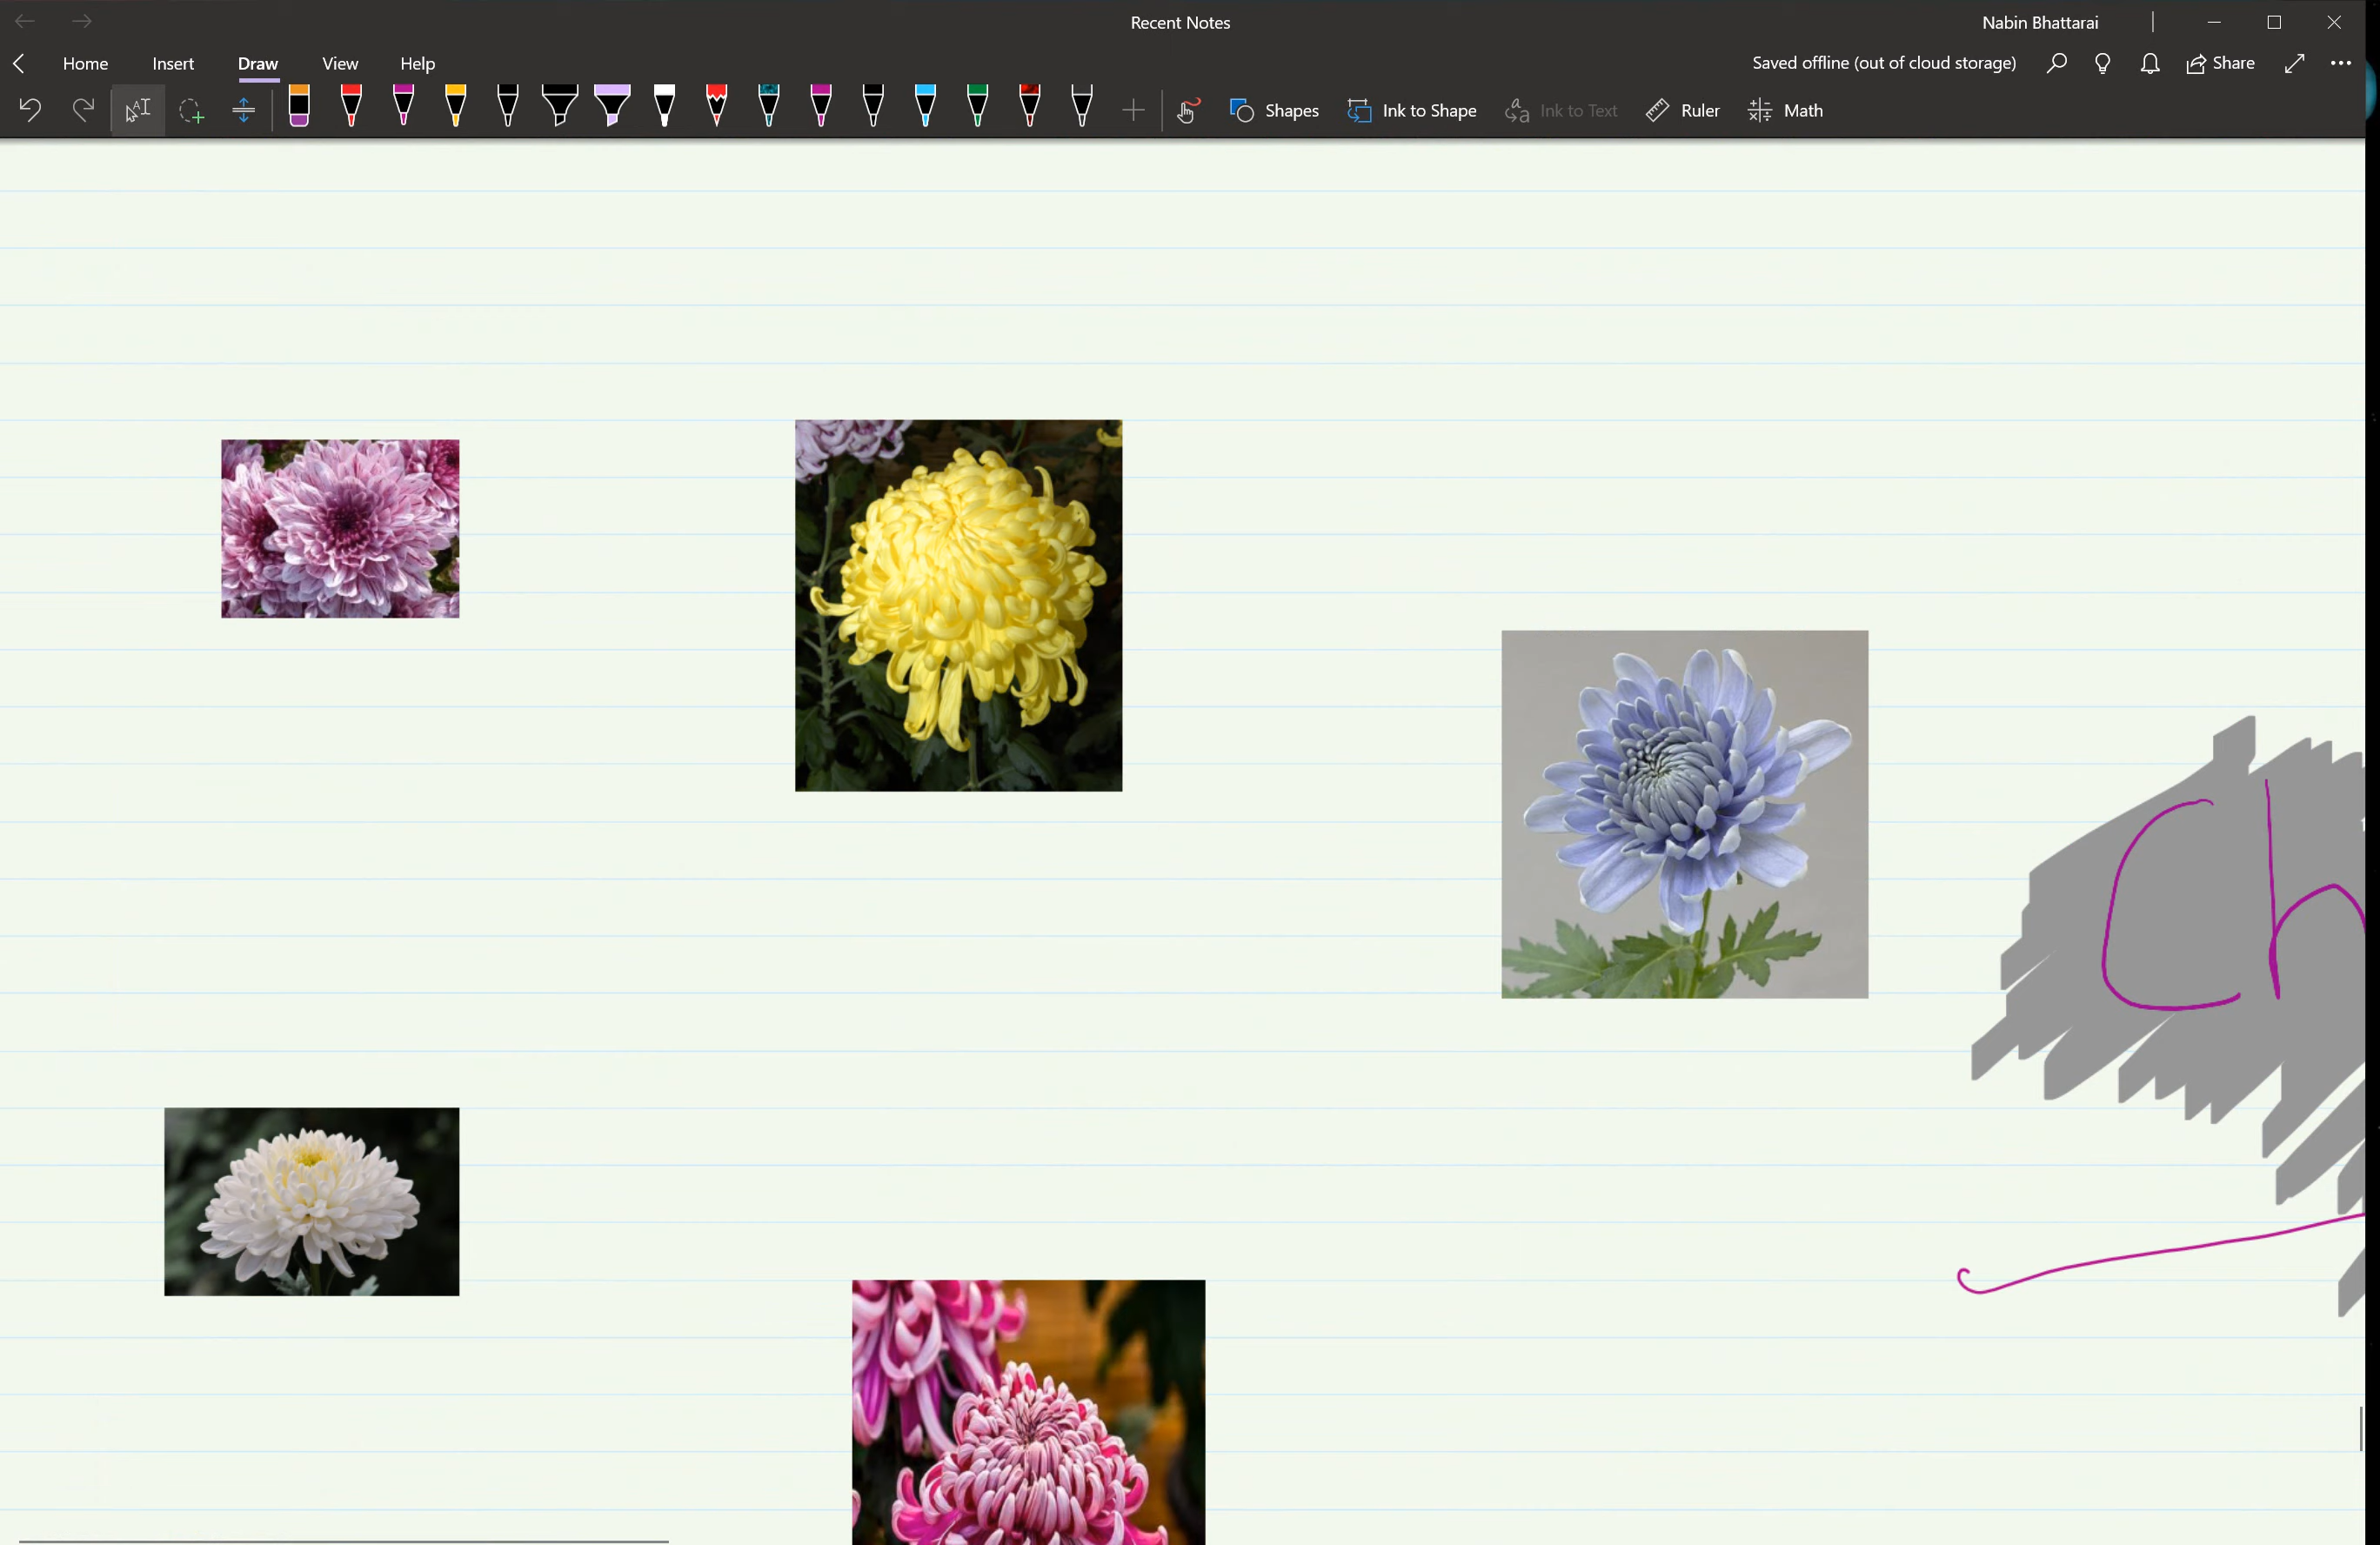 Recent Notes
Nabin Bhattarai
Home Insert Draw View Help
Saved offline (out of cloud storage)
Share
Shapes Ink to Shape Ink to Text Ruler Math
Ch